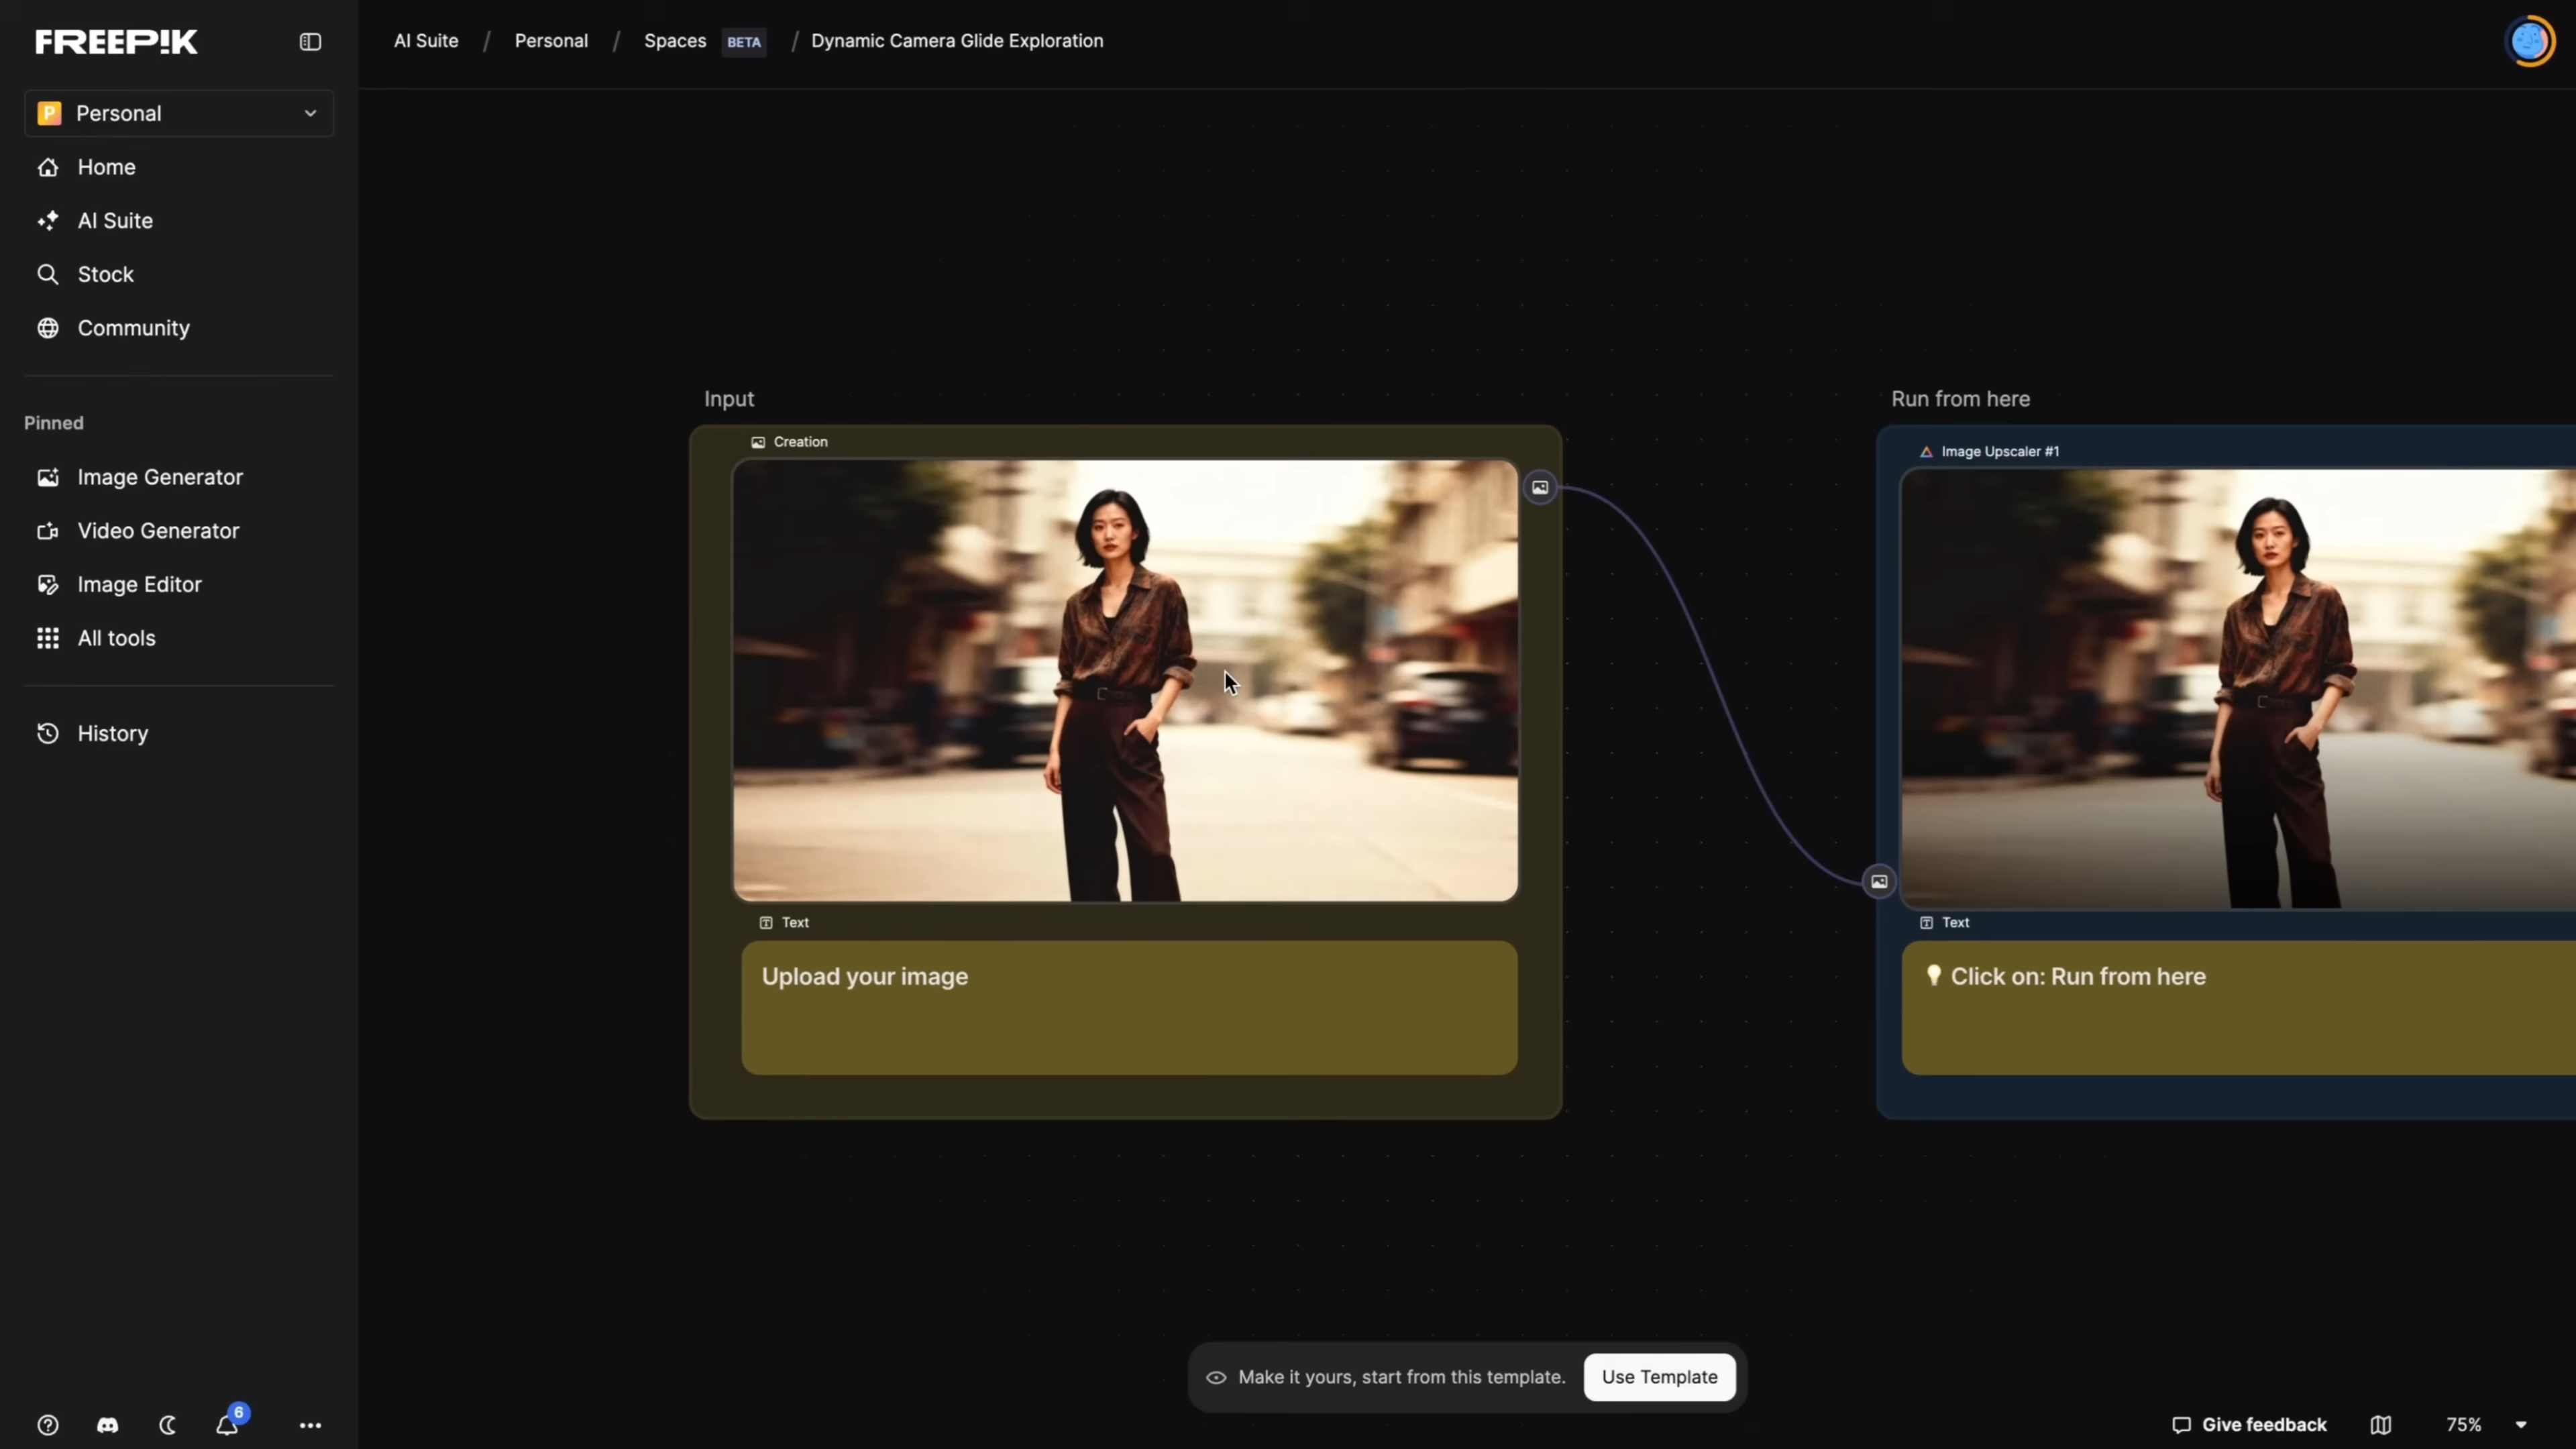 FREEP!K
AI Suite / Personal / Spaces BETA / Dynamic Camera Glide Exploration
P Personal
Home
AI Suite
Stock
Community
Pinned
Image Generator
Video Generator
Image Editor
All tools
History
Input
Creation
Text
Upload your image
Run from here
Image Upscaler #1
Text
Click on: Run from here
Make it yours, start from this template. Use Template
6
Give feedback
75%